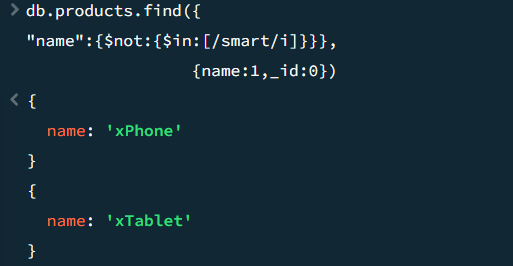 > db.products.find({
"name":{$not:{$in:[/smart/i]}}},
{name:1,_id:0})
< {
name: 'xPhone'
}
{
name: 'xTablet'
}